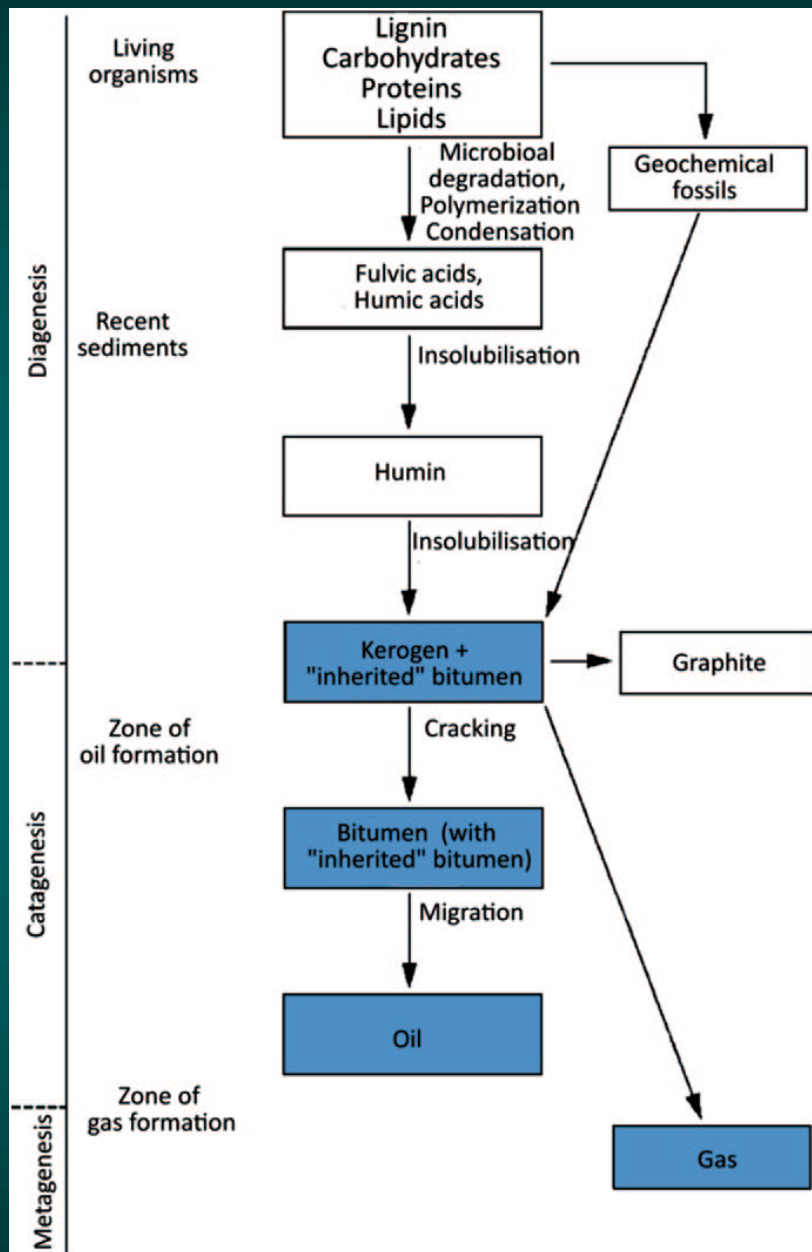 Living
organisms
Lignin
Carbohydrates
Proteins
Lipids
Microbioal
degradation,
Polymerization
Condensation
Geochemical
fossils
Diagenesis
Recent
sediments
Fulvic acids,
Humic acids
Insolubilisation
Humin
Insolubilisation
Kerogen +
"inherited" bitumen
Graphite
Zone of
oil formation
Cracking
Catagenesis
Bitumen (with
"inherited" bitumen)
Migration
Oil
Zone of
gas formation
Metagenesis
Gas